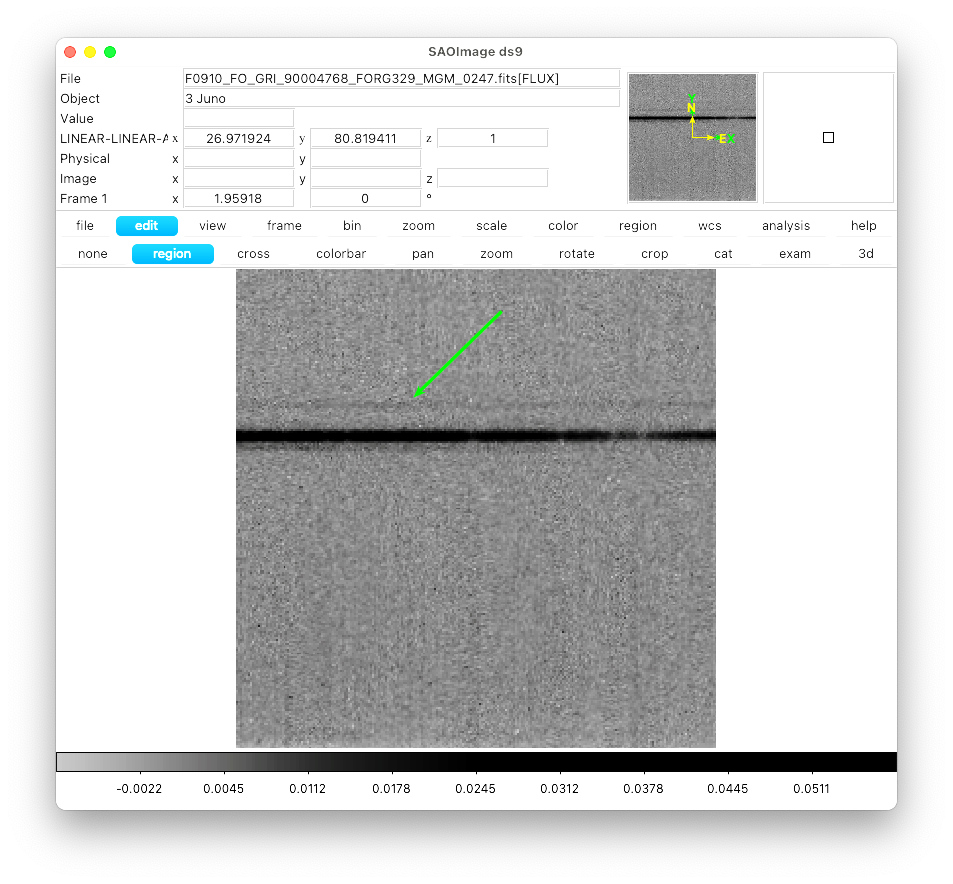 SAOImage ds9
File F0910_FO_GRI_90004768_FORG329_MGM_0247.fits[FLUX]
Object 3 Juno
Value
LINEAR-LINEAR-A x 26.971924 y 80.819411 z 1
Physical x y
Image x y z
Frame 1 x 1.95918 0 °
N
E
file edit view frame bin zoom scale color region wcs analysis help
none region cross colorbar pan zoom rotate crop cat exam 3d
-0.0022 0.0045 0.0112 0.0178 0.0245 0.0312 0.0378 0.0445 0.0511